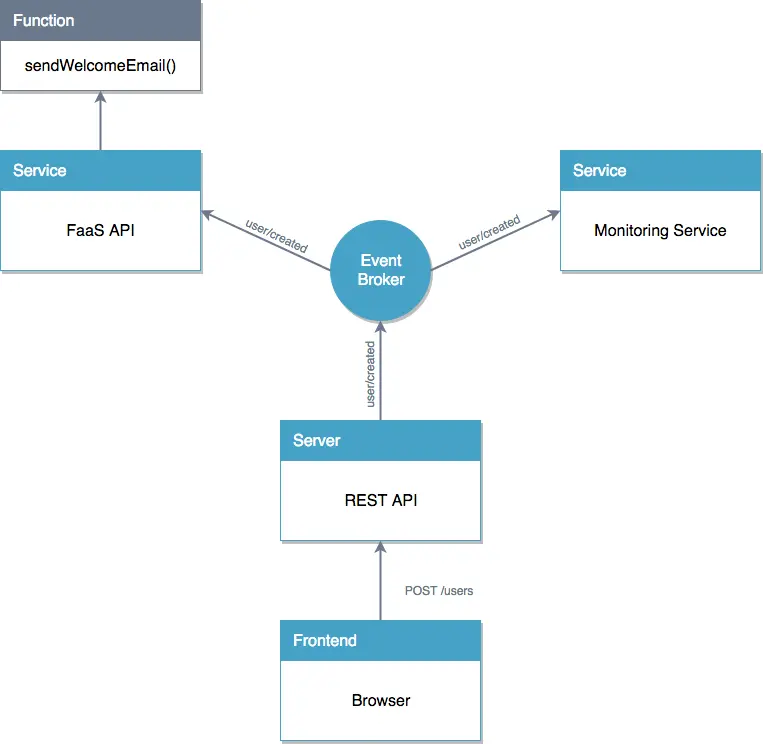 Function
sendWelcomeEmail()
Service
FaaS API
Service
Monitoring Service
user/created
user/created
Event
Broker
user/created
Server
REST API
POST /users
Frontend
Browser